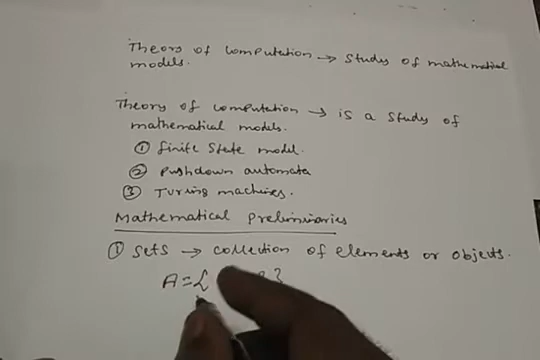 Theory of computation → Study of mathematical
models.
Theory of computation → is a study of
mathematical models.
① finite state model.
② Pushdown automata
③ Turing machines.
Mathematical Preliminaries
① Sets → collection of elements or objects.
A = {